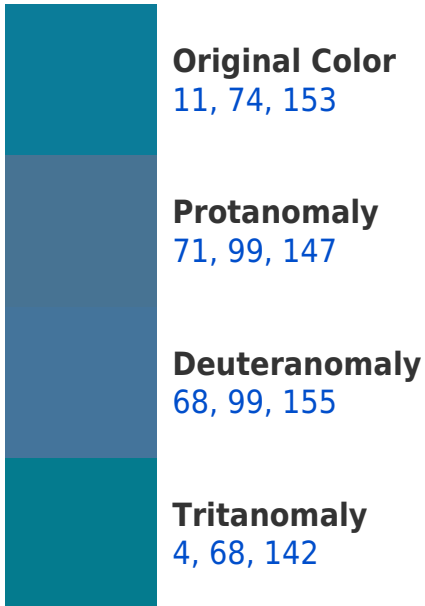 Original Color
11, 74, 153
Protanomaly
71, 99, 147
Deuteranomaly
68, 99, 155
Tritanomaly
4, 68, 142